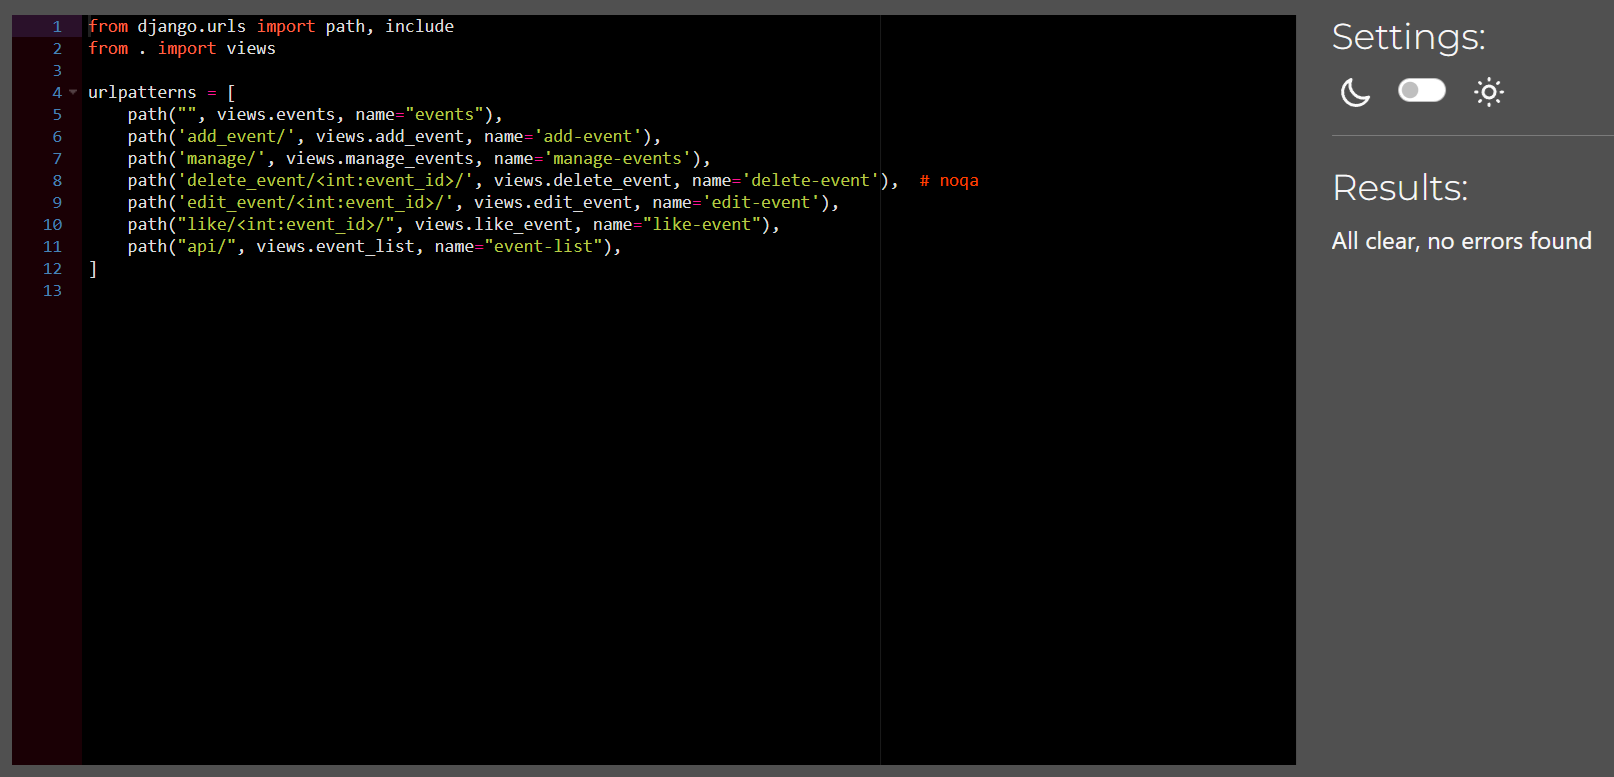 1 from django.urls import path, include
2 from . import views
3
4 urlpatterns = [
5     path("", views.events, name="events"),
6     path('add_event/', views.add_event, name='add-event'),
7     path('manage/', views.manage_events, name='manage-events'),
8     path('delete_event/<int:event_id>/', views.delete_event, name='delete-event'),  # noqa
9     path('edit_event/<int:event_id>/', views.edit_event, name='edit-event'),
10     path("like/<int:event_id>/", views.like_event, name="like-event"),
11     path("api/", views.event_list, name="event-list"),
12 ]
13
Settings:
Results:
All clear, no errors found